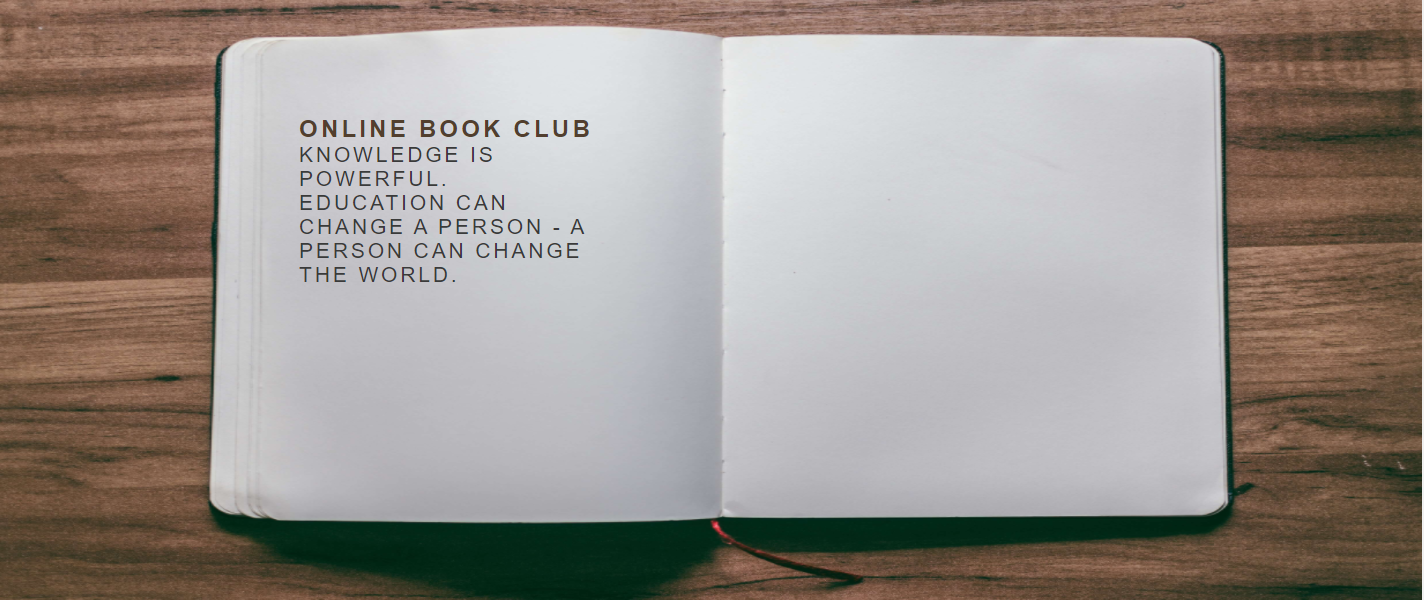 ONLINE BOOK CLUB
KNOWLEDGE IS
POWERFUL.
EDUCATION CAN
CHANGE A PERSON - A
PERSON CAN CHANGE
THE WORLD.